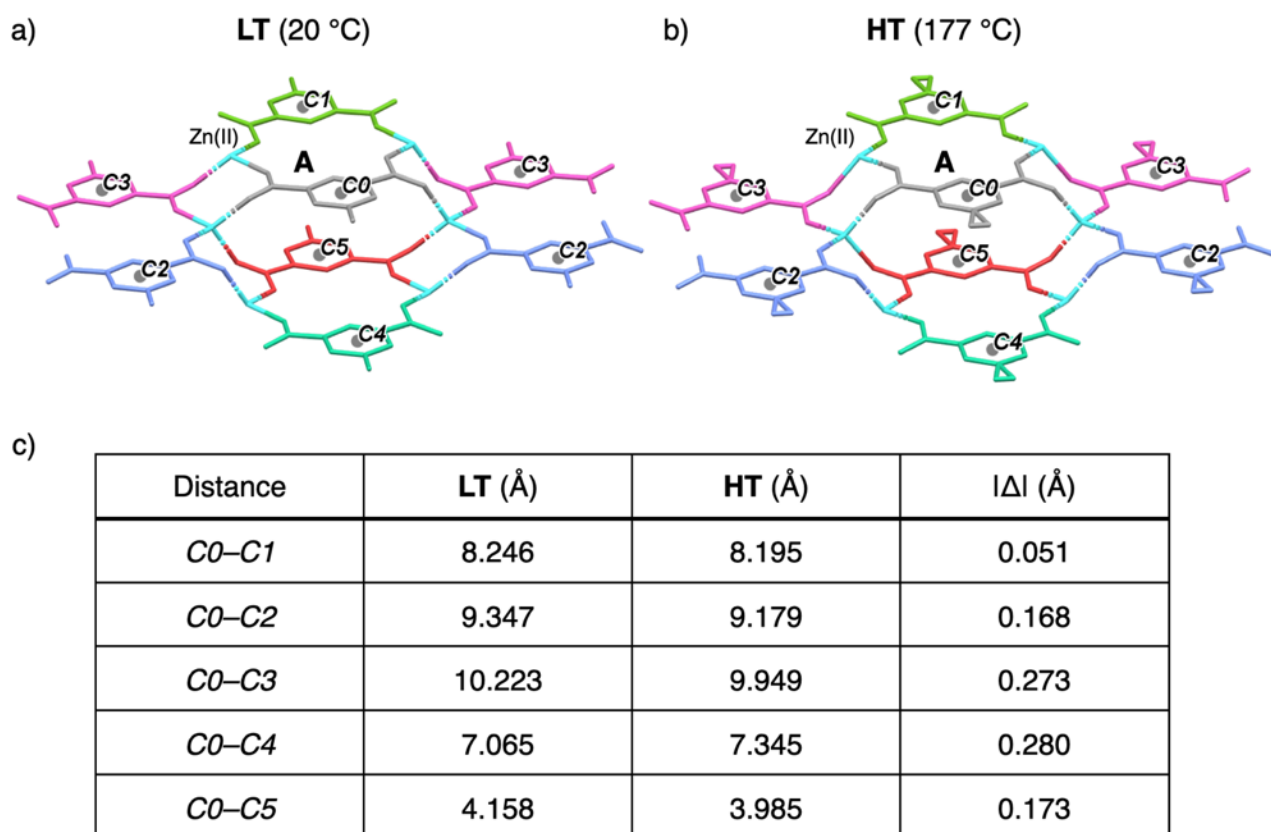 a) LT (20 °C)
C1
Zn(II)
A
C3 C0 C3
C5
C2 C2
C4
b) HT (177 °C)
C1
Zn(II)
A
C3 C0 C3
C5
C2 C2
C4
c)
Distance LT (Å) HT (Å) |Δ| (Å)
C0–C1 8.246 8.195 0.051
C0–C2 9.347 9.179 0.168
C0–C3 10.223 9.949 0.273
C0–C4 7.065 7.345 0.280
C0–C5 4.158 3.985 0.173